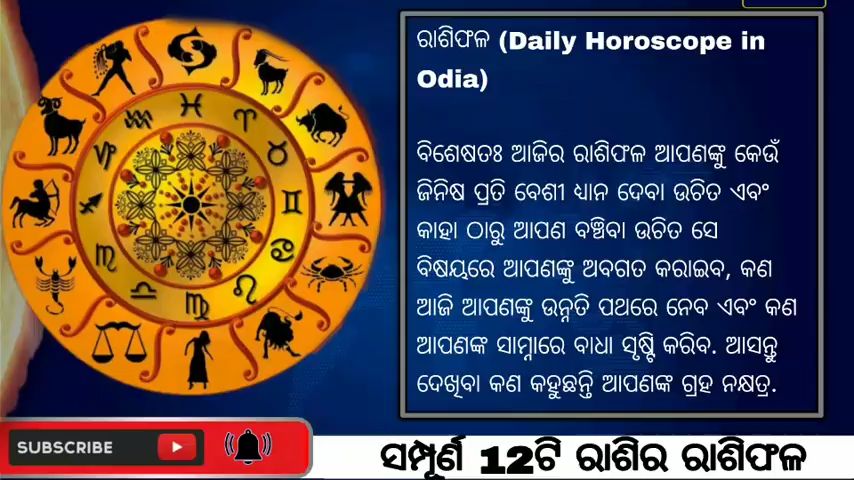 ରାଶିଫଳ (Daily Horoscope in
Odia)
ବିଶେଷତଃ ଆଜିର ରାଶିଫଳ ଆପଣଙ୍କୁ କେଉଁ
ଜିନିଷ ପ୍ରତି ବେଶୀ ଧ୍ୟାନ ଦେବା ଉଚିତ ଏବଂ
କାହା ଠାରୁ ଆପଣ ବଞ୍ଚିବା ଉଚିତ ସେ
ବିଷୟରେ ଆପଣଙ୍କୁ ଅବଗତ କରାଇବ, କଣ
ଆଜି ଆପଣଙ୍କୁ ଉନ୍ନତି ପଥରେ ନେବ ଏବଂ କଣ
ଆପଣଙ୍କ ସାମ୍ନାରେ ବାଧା ସୃଷ୍ଟି କରିବ. ଆସନ୍ତୁ
ଦେଖିବା କଣ କହୁଛନ୍ତି ଆପଣଙ୍କ ଗ୍ରହ ନକ୍ଷତ୍ର.
SUBSCRIBE
ସମ୍ପୂର୍ଣ 12ଟି ରାଶିର ରାଶିଫଳ